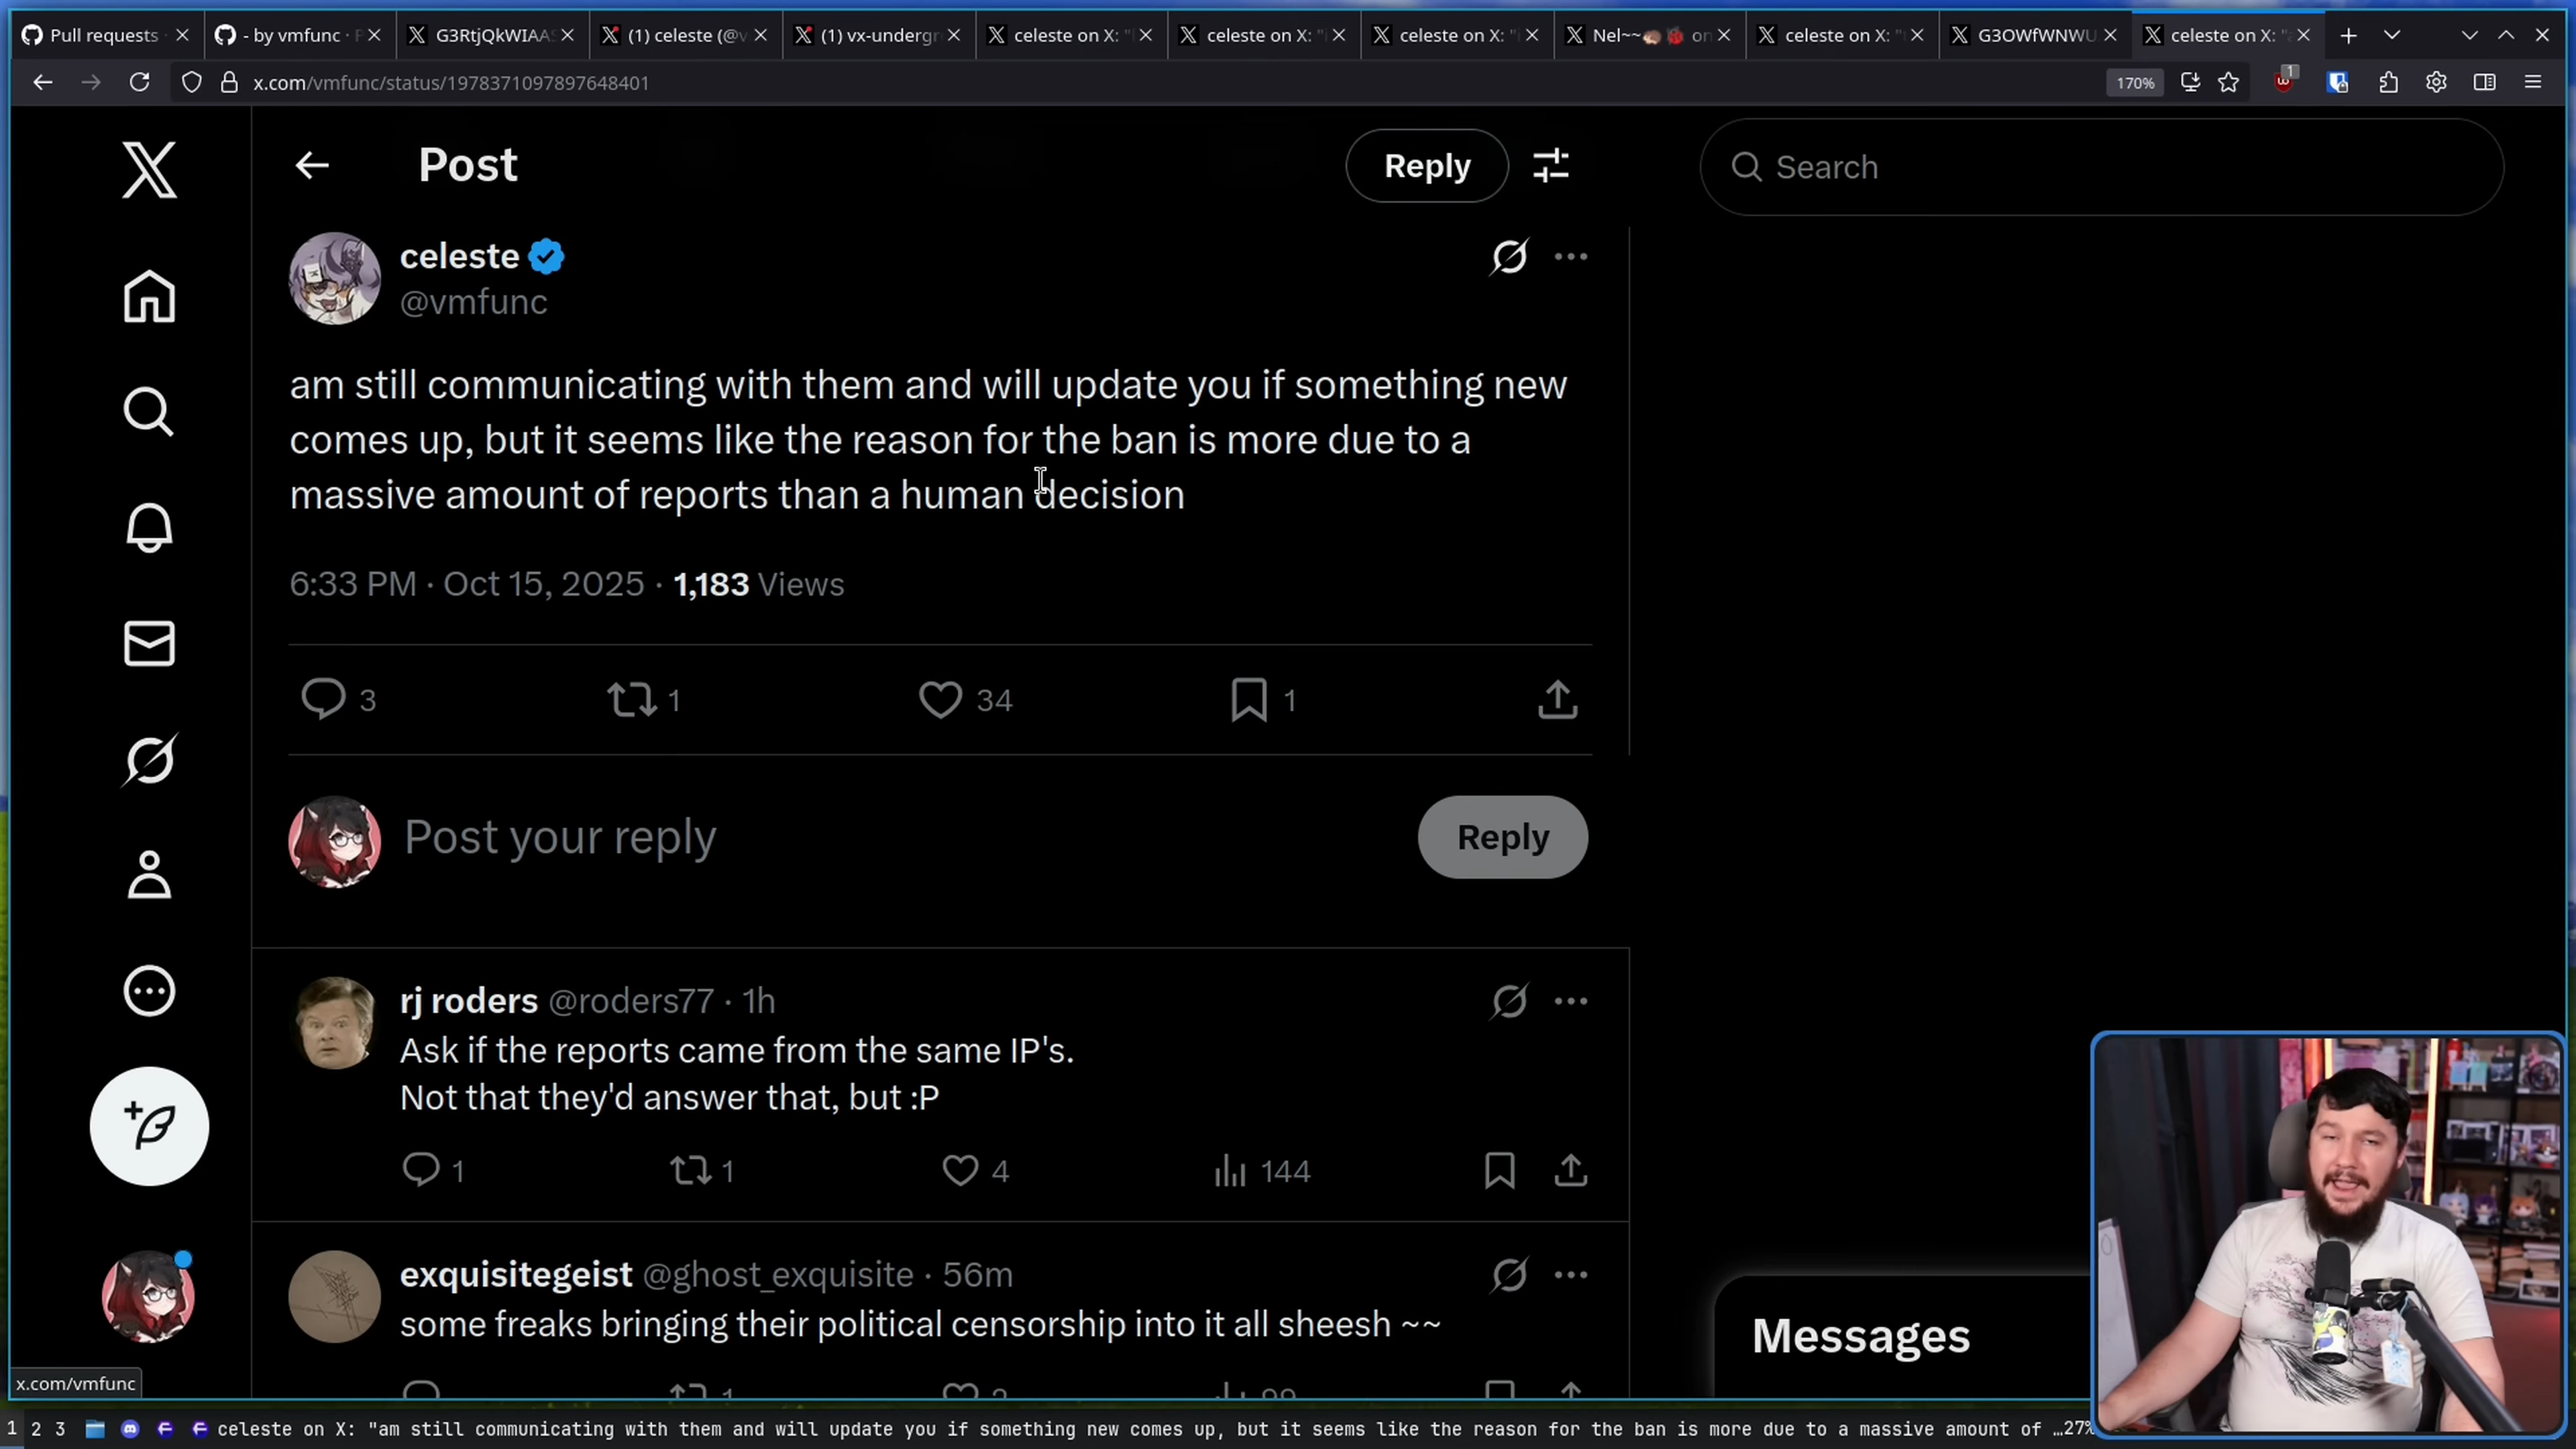 Pull requests
- by vmfunc · P
G3RtjQkWIAAS
(1) celeste (@v
(1) vx-undergr
celeste on X: "
celeste on X: "i
celeste on X: "i
Nel~~🦔 🐞 on
celeste on X: "
G3OWfWNWU
celeste on X: "a
x.com/vmfunc/status/1978371097897648401
170%
1
Post
Reply
Search
celeste
@vmfunc
am still communicating with them and will update you if something new
comes up, but it seems like the reason for the ban is more due to a
massive amount of reports than a human decision
6:33 PM · Oct 15, 2025 · 1,183 Views
3 1 34 1
Post your reply
Reply
rj roders @roders77 · 1h
Ask if the reports came from the same IP's.
Not that they'd answer that, but :P
1 1 4 144
exquisitegeist @ghost_exquisite · 56m
some freaks bringing their political censorship into it all sheesh ~~
1 2 99
Messages
x.com/vmfunc
1 2 3 celeste on X: "am still communicating with them and will update you if something new comes up, but it seems like the reason for the ban is more due to a massive amount of …27%